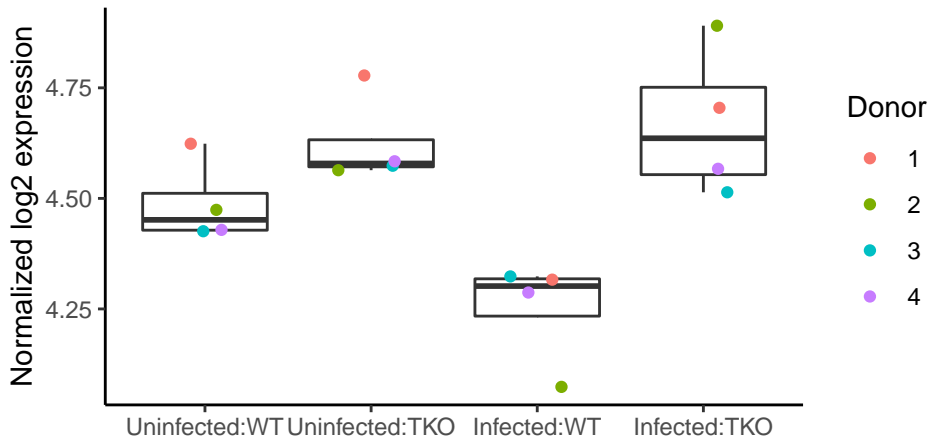 Normalized log2 expression
4.75
4.50
4.25
Uninfected:WT
Uninfected:TKO
Infected:WT
Infected:TKO
Donor
1
2
3
4